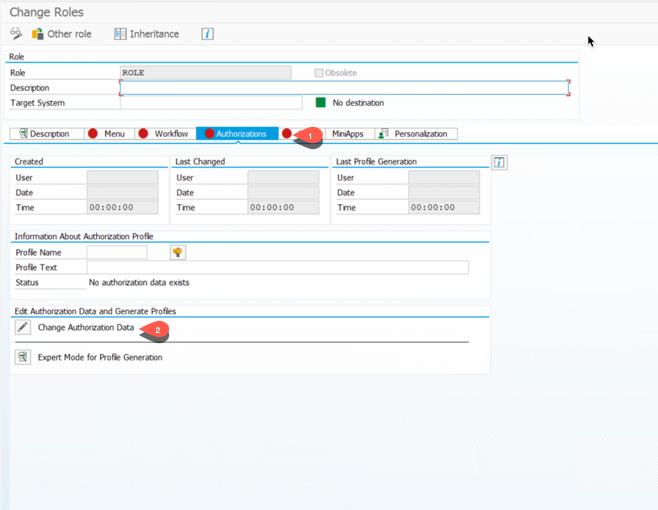 Change Roles
Other role Inheritance
Role
Role ROLE Obsolete
Description
Target System No destination
Description Menu Workflow Authorizations 1 MiniApps Personalization
Created Last Changed Last Profile Generation
User User User
Date Date Date
Time 00:00:00 Time 00:00:00 Time 00:00:00
Information About Authorization Profile
Profile Name
Profile Text
Status No authorization data exists
Edit Authorization Data and Generate Profiles
Change Authorization Data 2
Expert Mode for Profile Generation